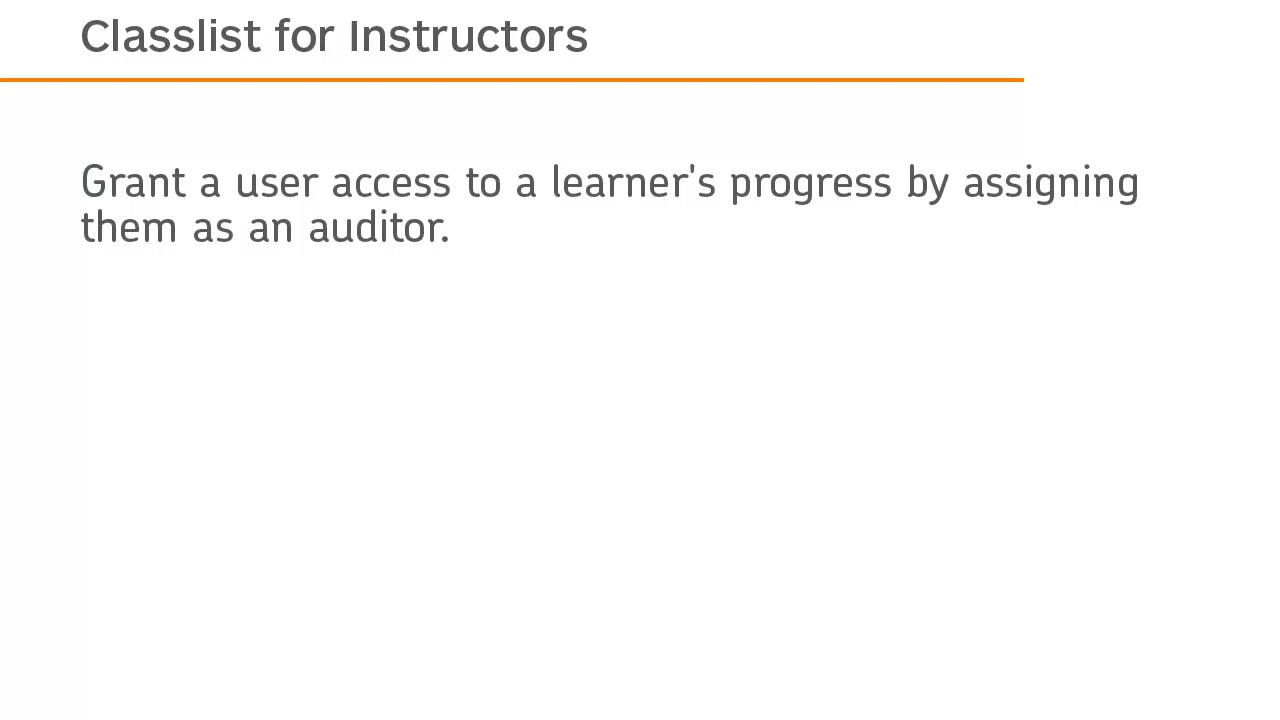 Classlist for Instructors
Grant a user access to a learner's progress by assigning
them as an auditor.